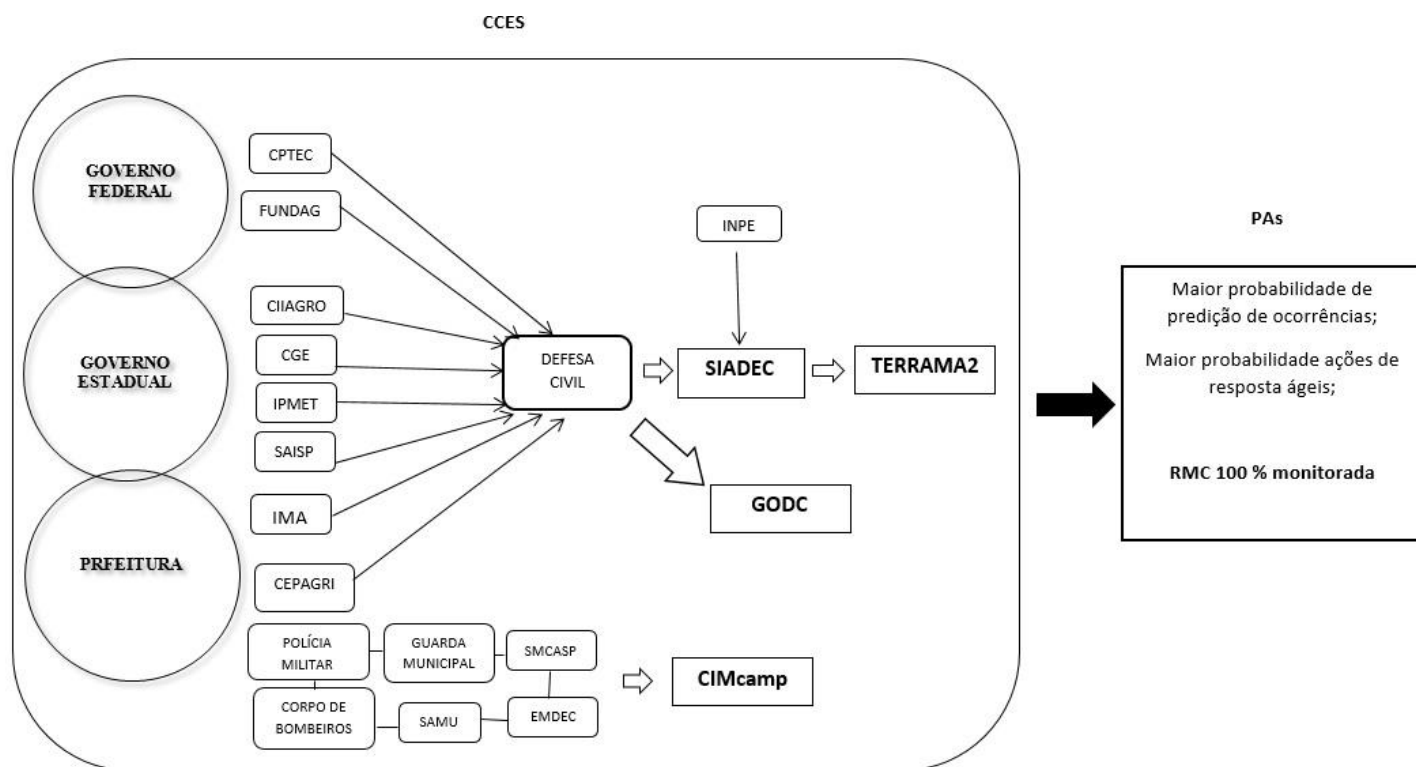 CCES
GOVERNO
FEDERAL
GOVERNO
ESTADUAL
PRFEITURA
CPTEC
FUNDAG
CIIAGRO
CGE
IPMET
SAISP
IMA
CEPAGRI
DEFESA
CIVIL
INPE
SIADEC
TERRAMA2
GODC
POLÍCIA
MILITAR
GUARDA
MUNICIPAL
SMCASP
CORPO DE
BOMBEIROS
SAMU
EMDEC
CIMcamp
PAs
Maior probabilidade de
predição de ocorrências;
Maior probabilidade ações de
resposta ágeis;
RMC 100 % monitorada